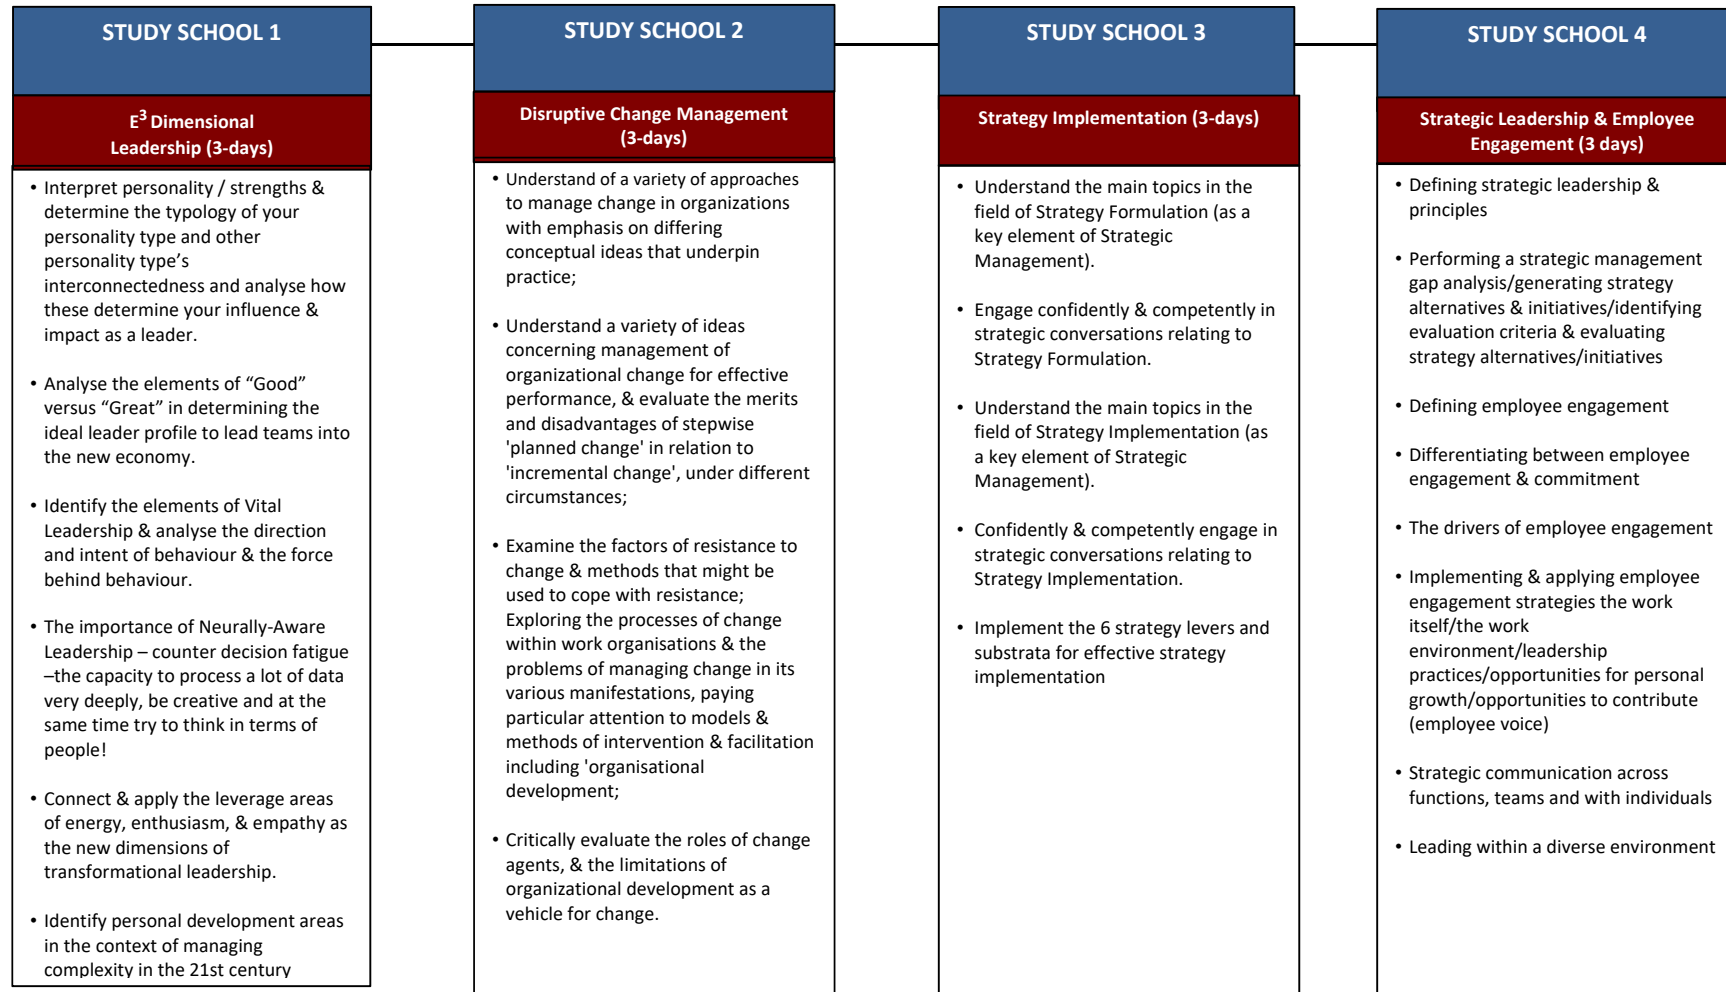 STUDY SCHOOL 1
E³ Dimensional
Leadership (3-days)
• Interpret personality / strengths &
determine the typology of your
personality type and other
personality type’s
interconnectedness and analyse how
these determine your influence &
impact as a leader.
• Analyse the elements of “Good”
versus “Great” in determining the
ideal leader profile to lead teams into
the new economy.
• Identify the elements of Vital
Leadership & analyse the direction
and intent of behaviour & the force
behind behaviour.
• The importance of Neurally-Aware
Leadership – counter decision fatigue
–the capacity to process a lot of data
very deeply, be creative and at the
same time try to think in terms of
people!
• Connect & apply the leverage areas
of energy, enthusiasm, & empathy as
the new dimensions of
transformational leadership.
• Identify personal development areas
in the context of managing
complexity in the 21st century
STUDY SCHOOL 2
Disruptive Change Management
(3-days)
• Understand of a variety of approaches
to manage change in organizations
with emphasis on differing
conceptual ideas that underpin
practice;
• Understand a variety of ideas
concerning management of
organizational change for effective
performance, & evaluate the merits
and disadvantages of stepwise
'planned change' in relation to
'incremental change', under different
circumstances;
• Examine the factors of resistance to
change & methods that might be
used to cope with resistance;
Exploring the processes of change
within work organisations & the
problems of managing change in its
various manifestations, paying
particular attention to models &
methods of intervention & facilitation
including 'organisational
development;
• Critically evaluate the roles of change
agents, & the limitations of
organizational development as a
vehicle for change.
STUDY SCHOOL 3
Strategy Implementation (3-days)
• Understand the main topics in the
field of Strategy Formulation (as a
key element of Strategic
Management).
• Engage confidently & competently in
strategic conversations relating to
Strategy Formulation.
• Understand the main topics in the
field of Strategy Implementation (as
a key element of Strategic
Management).
• Confidently & competently engage in
strategic conversations relating to
Strategy Implementation.
• Implement the 6 strategy levers and
substrata for effective strategy
implementation
STUDY SCHOOL 4
Strategic Leadership & Employee
Engagement (3 days)
• Defining strategic leadership &
principles
• Performing a strategic management
gap analysis/generating strategy
alternatives & initiatives/identifying
evaluation criteria & evaluating
strategy alternatives/initiatives
• Defining employee engagement
• Differentiating between employee
engagement & commitment
• The drivers of employee engagement
• Implementing & applying employee
engagement strategies the work
itself/the work
environment/leadership
practices/opportunities for personal
growth/opportunities to contribute
(employee voice)
• Strategic communication across
functions, teams and with individuals
• Leading within a diverse environment